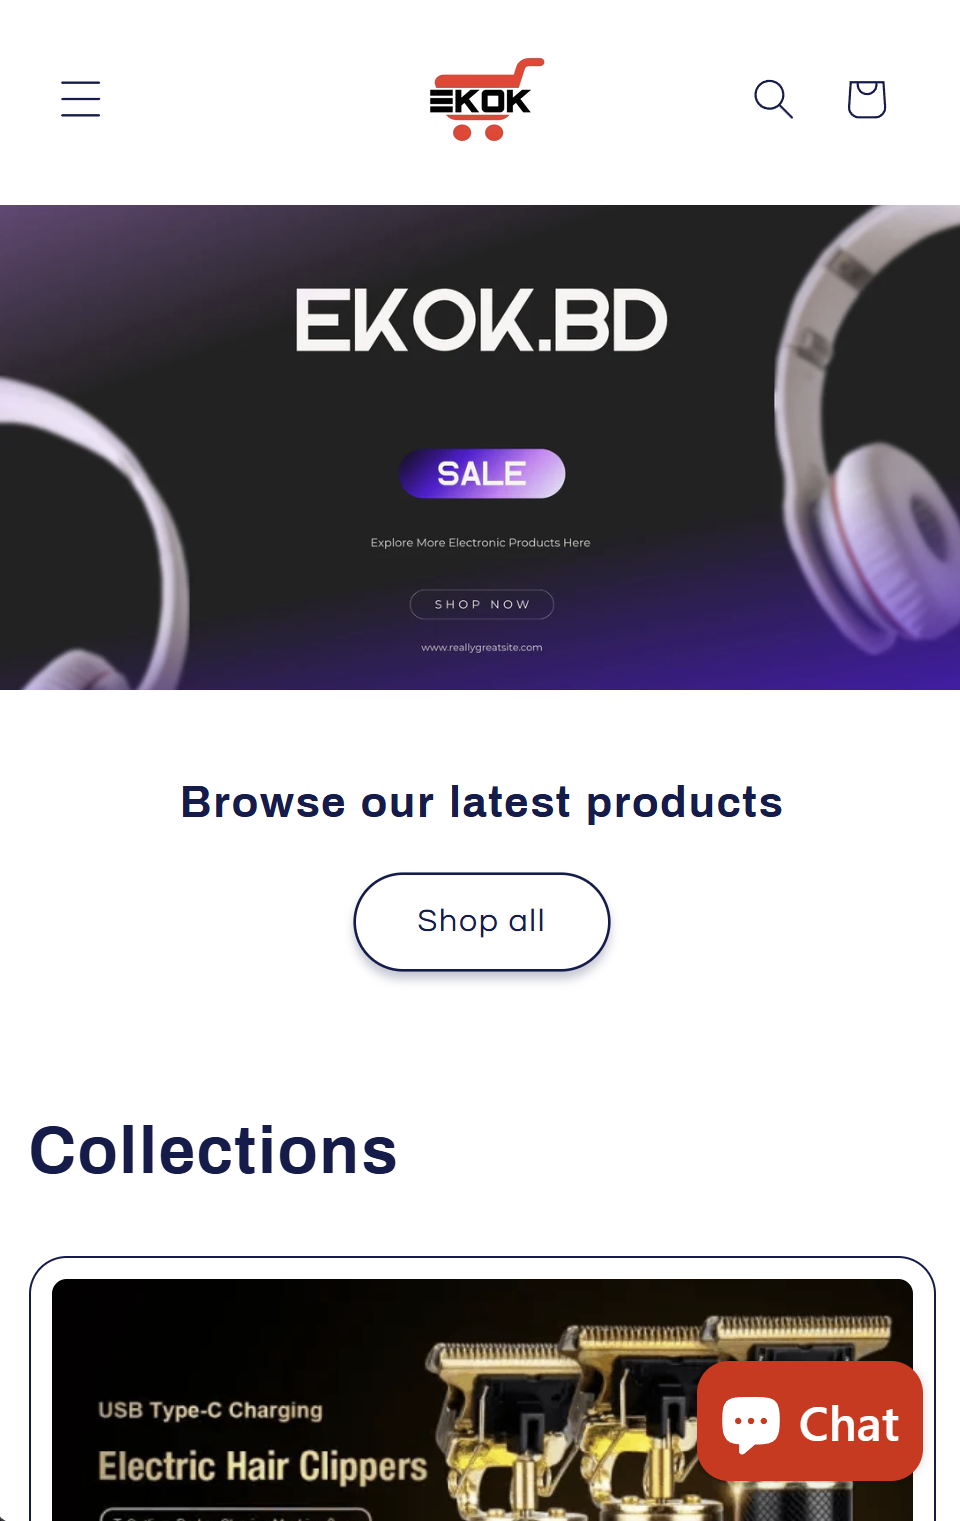 EKOK
EKOK.BD
SALE
Explore More Electronic Products Here
SHOP NOW
www.reallygreatsite.com
Browse our latest products
Shop all
Collections
USB Type-C Charging
Electric Hair Clippers
Chat